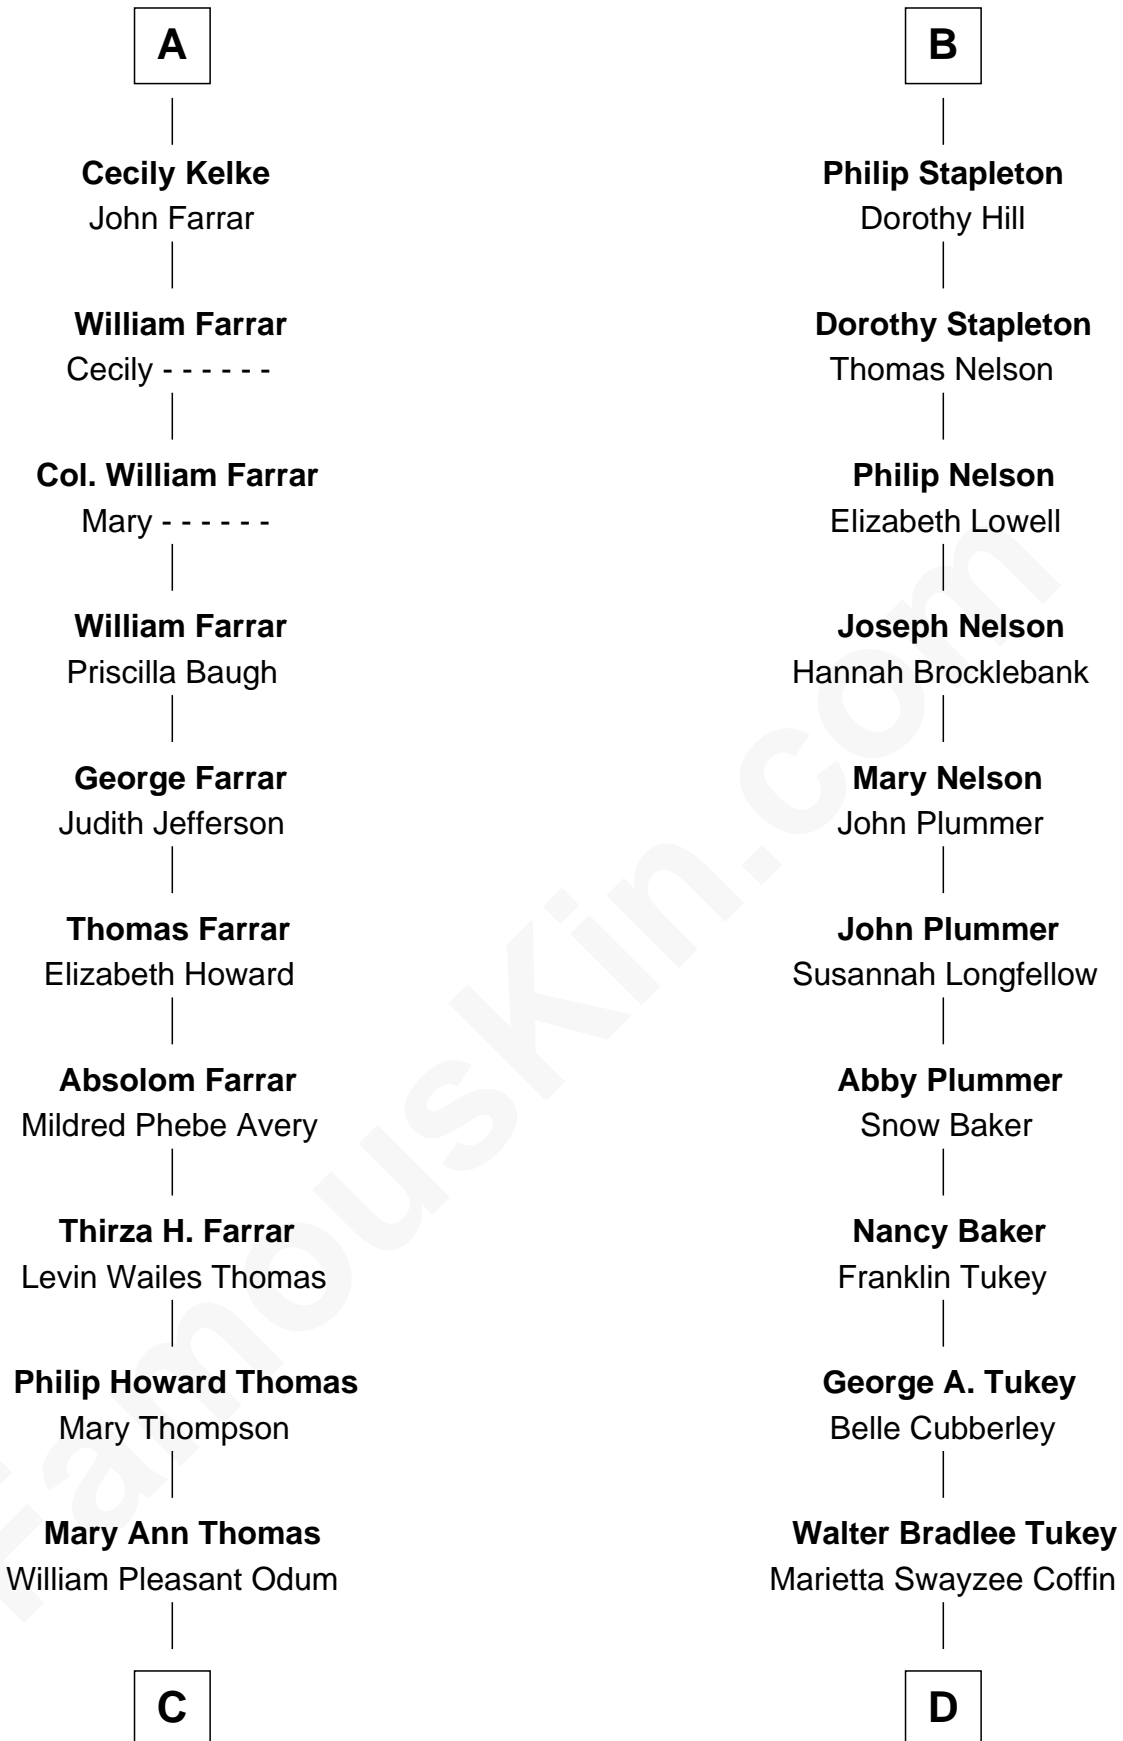 A
Cecily Kelke
John Farrar
William Farrar
Cecily - - - - - -
Col. William Farrar
Mary - - - - - -
William Farrar
Priscilla Baugh
George Farrar
Judith Jefferson
Thomas Farrar
Elizabeth Howard
Absolom Farrar
Mildred Phebe Avery
Thirza H. Farrar
Levin Wailes Thomas
Philip Howard Thomas
Mary Thompson
Mary Ann Thomas
William Pleasant Odum
C
B
Philip Stapleton
Dorothy Hill
Dorothy Stapleton
Thomas Nelson
Philip Nelson
Elizabeth Lowell
Joseph Nelson
Hannah Brocklebank
Mary Nelson
John Plummer
John Plummer
Susannah Longfellow
Abby Plummer
Snow Baker
Nancy Baker
Franklin Tukey
George A. Tukey
Belle Cubberley
Walter Bradlee Tukey
Marietta Swayzee Coffin
D
FamousKin.com